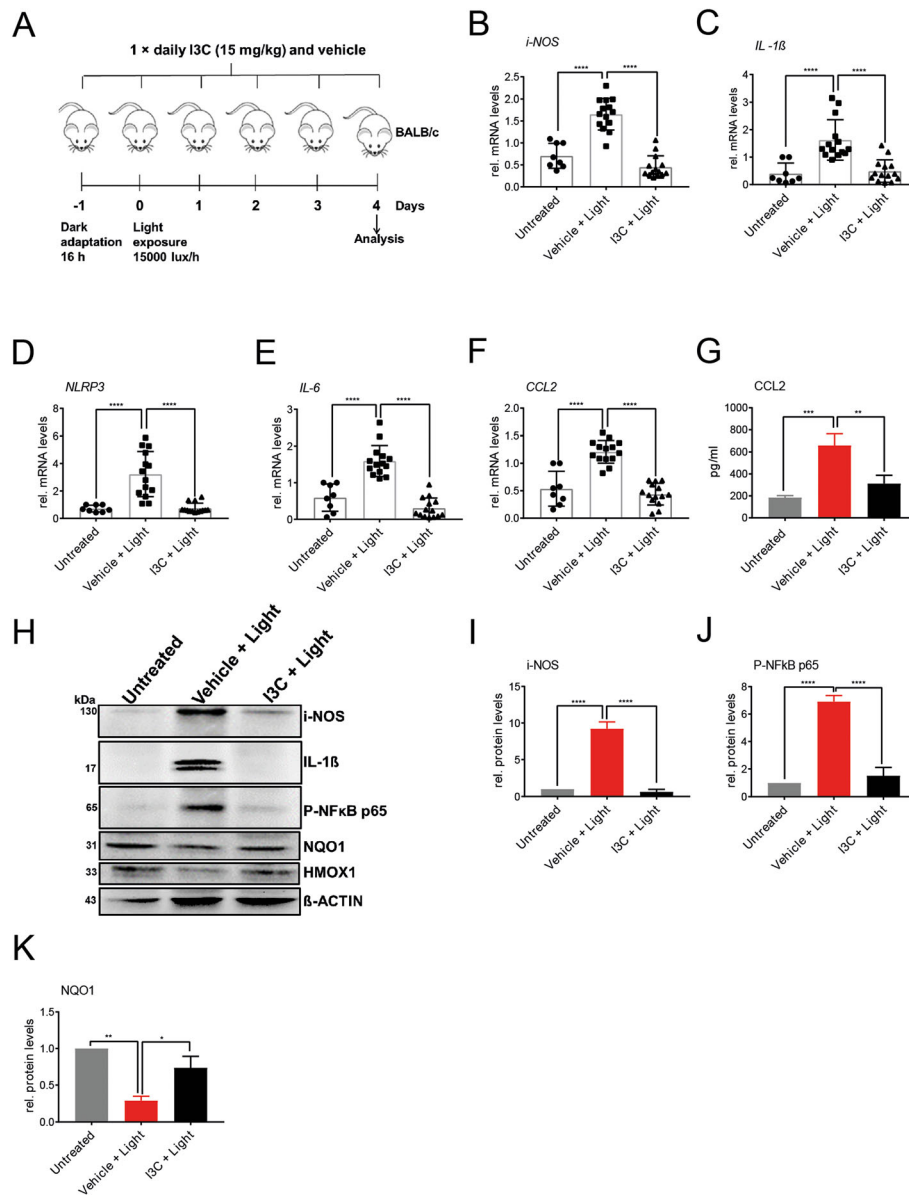 A
1 × daily I3C (15 mg/kg) and vehicle
BALB/c
-1 0 1 2 3 4 Days
Dark
adaptation
16 h
Light
exposure
15000 lux/h
Analysis
B
i-NOS
**** ****
rel. mRNA levels
2.5
2.0
1.5
1.0
0.5
0.0
Untreated
Vehicle + Light
I3C + Light
C
IL -1ß
**** ****
rel. mRNA levels
4
3
2
1
0
Untreated
Vehicle + Light
I3C + Light
D
NLRP3
**** ****
rel. mRNA levels
8
6
4
2
0
Untreated
Vehicle + Light
I3C + Light
E
IL-6
**** ****
rel. mRNA levels
3
2
1
0
Untreated
Vehicle + Light
I3C + Light
F
CCL2
**** ****
rel. mRNA levels
2.0
1.5
1.0
0.5
0.0
Untreated
Vehicle + Light
I3C + Light
G
CCL2
*** **
pg/ml
800
600
400
200
0
Untreated
Vehicle + Light
I3C + Light
H
Untreated
Vehicle + Light
I3C + Light
kDa
130 i-NOS
17 IL-1ß
65 P-NFκB p65
31 NQO1
33 HMOX1
43 ß-ACTIN
I
i-NOS
**** ****
rel. protein levels
15
10
5
0
Untreated
Vehicle + Light
I3C + Light
J
P-NFkB p65
**** ****
rel. protein levels
8
6
4
2
0
Untreated
Vehicle + Light
I3C + Light
K
NQO1
** *
rel. protein levels
1.5
1.0
0.5
0.0
Untreated
Vehicle + Light
I3C + Light